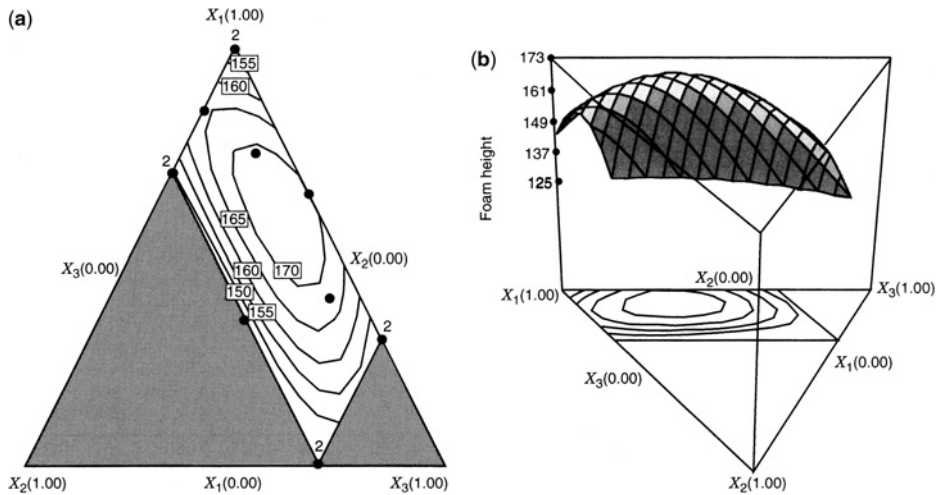 (a)
X₁(1.00)
2
155
160
2
165
X₃(0.00)
X₂(0.00)
160
170
150
155
2
2
X₂(1.00)
X₁(0.00)
X₃(1.00)
(b)
173
161
149
137
125
Foam height
X₂(0.00)
X₁(1.00)
X₃(1.00)
X₁(0.00)
X₃(0.00)
X₂(1.00)